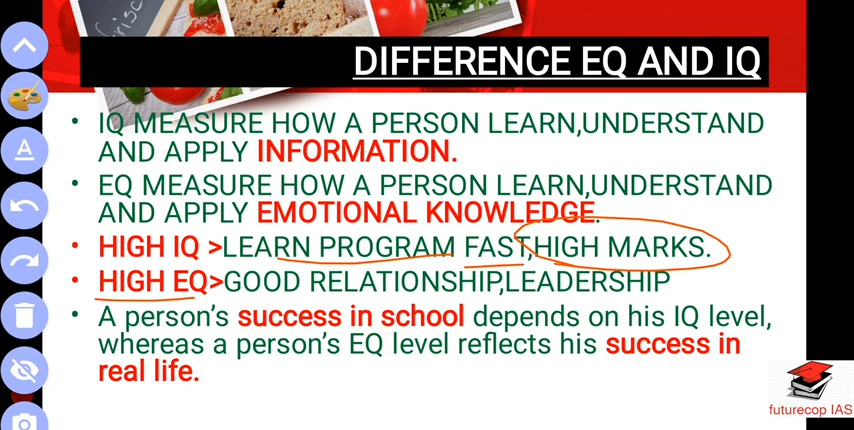 frisc
DIFFERENCE EQ AND IQ
• IQ MEASURE HOW A PERSON LEARN,UNDERSTAND
AND APPLY INFORMATION.
• EQ MEASURE HOW A PERSON LEARN,UNDERSTAND
AND APPLY EMOTIONAL KNOWLEDGE.
• HIGH IQ >LEARN PROGRAM FAST,HIGH MARKS.
• HIGH EQ>GOOD RELATIONSHIP,LEADERSHIP
• A person's success in school depends on his IQ level,
whereas a person's EQ level reflects his success in
real life.
futurecop IAS